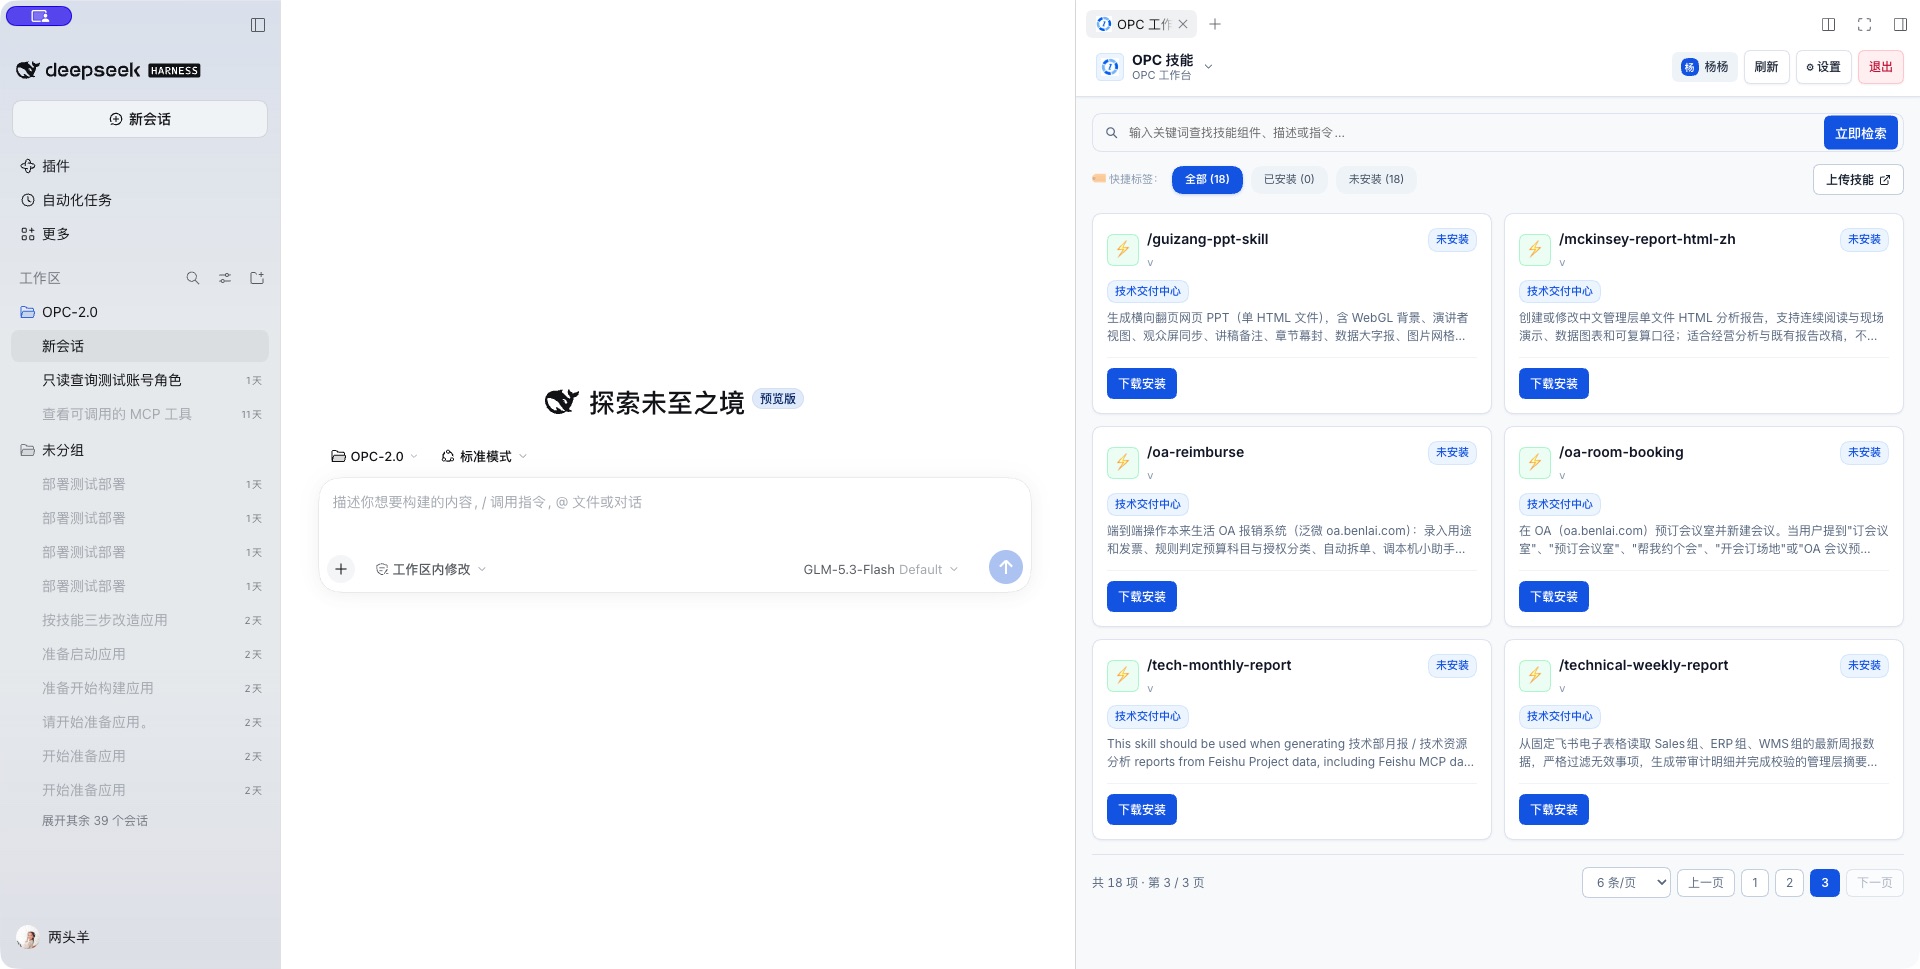 deepseek HARNESS
新会话
插件
自动化任务
更多
工作区
OPC-2.0
新会话
只读查询测试账号角色 1天
查看可调用的 MCP 工具 11天
未分组
部署测试部署 1天
部署测试部署 1天
部署测试部署 1天
部署测试部署 1天
按技能三步改造应用 2天
准备启动应用 2天
准备开始构建应用 2天
请开始准备应用。 2天
开始准备应用 2天
开始准备应用 2天
展开其余 39 个会话
两头羊
探索未至之境 预览版
OPC-2.0 标准模式
描述你想要构建的内容, / 调用指令, @ 文件或对话
工作区内修改 GLM-5.3-Flash Default
OPC 工作
OPC 技能
OPC 工作台
杨 杨杨 刷新 设置 退出
输入关键词查找技能组件、描述或指令... 立即检索
快捷标签： 全部 (18) 已安装 (0) 未安装 (18) 上传技能
/guizang-ppt-skill 未安装
v
技术交付中心
生成横向翻页网页 PPT（单 HTML 文件），含 WebGL 背景、演讲者
视图、观众屏同步、讲稿备注、章节幕封、数据大字报、图片网格...
下载安装
/mckinsey-report-html-zh 未安装
v
技术交付中心
创建或修改中文管理层单文件 HTML 分析报告，支持连续阅读与现场
演示、数据图表和可复算口径；适合经营分析与既有报告改稿，不...
下载安装
/oa-reimburse 未安装
v
技术交付中心
端到端操作本来生活 OA 报销系统（泛微 oa.benlai.com）：录入用途
和发票、规则判定预算科目与授权分类、自动拆单、调本机小助手...
下载安装
/oa-room-booking 未安装
v
技术交付中心
在 OA（oa.benlai.com）预订会议室并新建会议。当用户提到"订会议
室"、"预订会议室"、"帮我约个会"、"开会订场地"或"OA 会议预...
下载安装
/tech-monthly-report 未安装
v
技术交付中心
This skill should be used when generating 技术部月报 / 技术资源
分析 reports from Feishu Project data, including Feishu MCP da...
下载安装
/technical-weekly-report 未安装
v
技术交付中心
从固定飞书电子表格读取 Sales组、ERP组、WMS组的最新周报数
据，严格过滤无效事项，生成带审计明细并完成校验的管理层摘要...
下载安装
共 18 项 · 第 3 / 3 页 6 条/页 上一页 1 2 3 下一页